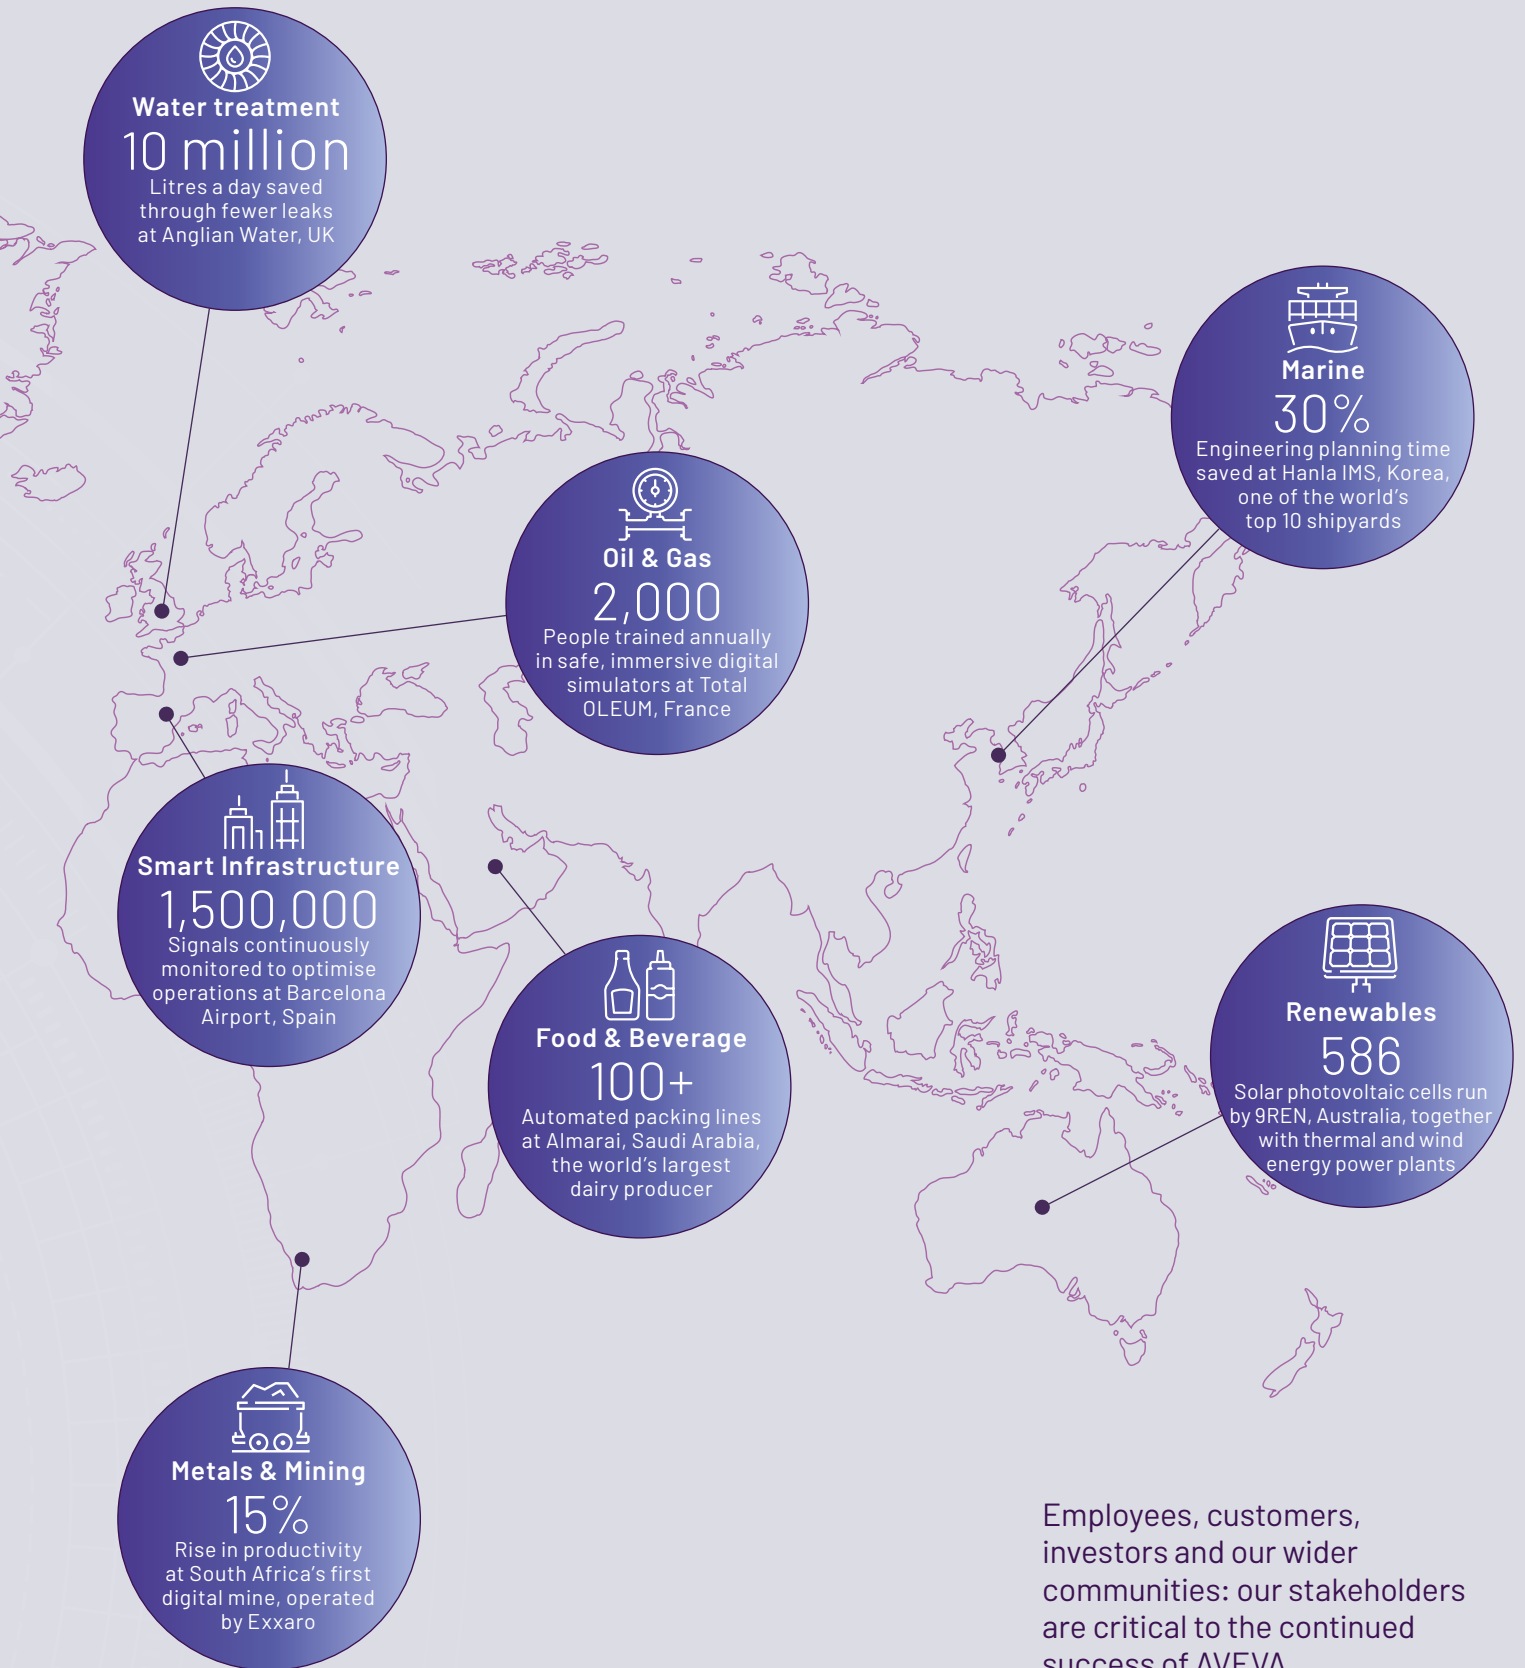 Water treatment
10 million
Litres a day saved
through fewer leaks
at Anglian Water, UK
Marine
30%
Engineering planning time
saved at Hanla IMS, Korea,
one of the world's
top 10 shipyards
Oil & Gas
2,000
People trained annually
in safe, immersive digital
simulators at Total
OLEUM, France
Smart Infrastructure
1,500,000
Signals continuously
monitored to optimise
operations at Barcelona
Airport, Spain
Food & Beverage
100+
Automated packing lines
at Almarai, Saudi Arabia,
the world's largest
dairy producer
Renewables
586
Solar photovoltaic cells run
by 9REN, Australia, together
with thermal and wind
energy power plants
Metals & Mining
15%
Rise in productivity
at South Africa's first
digital mine, operated
by Exxaro
Employees, customers,
investors and our wider
communities: our stakeholders
are critical to the continued
success of AVEVA